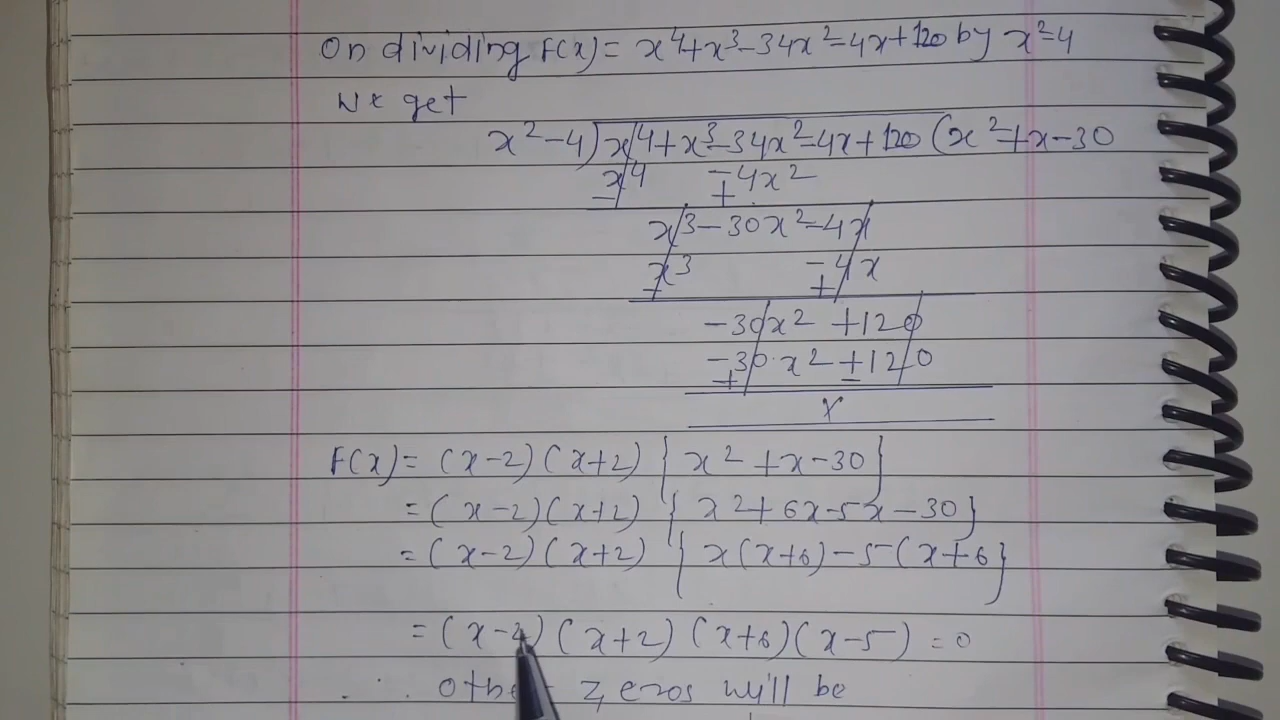 On dividing F(x) = x⁴+x³-34x²-4x+120 by x²-4
We get
x²-4)x⁴+x³-34x²-4x+120(x²+x-30
x⁴ -4x²
- +
x³-30x²-4x
x³ -4x
- +
-30x² +120
-30x² +120
+ -
x
F(x) = (x-2)(x+2){x²+x-30}
= (x-2)(x+2){x²+6x-5x-30}
= (x-2)(x+2){x(x+6)-5(x+6}
= (x-2)(x+2)(x+6)(x-5) = 0
∴ other zeros will be